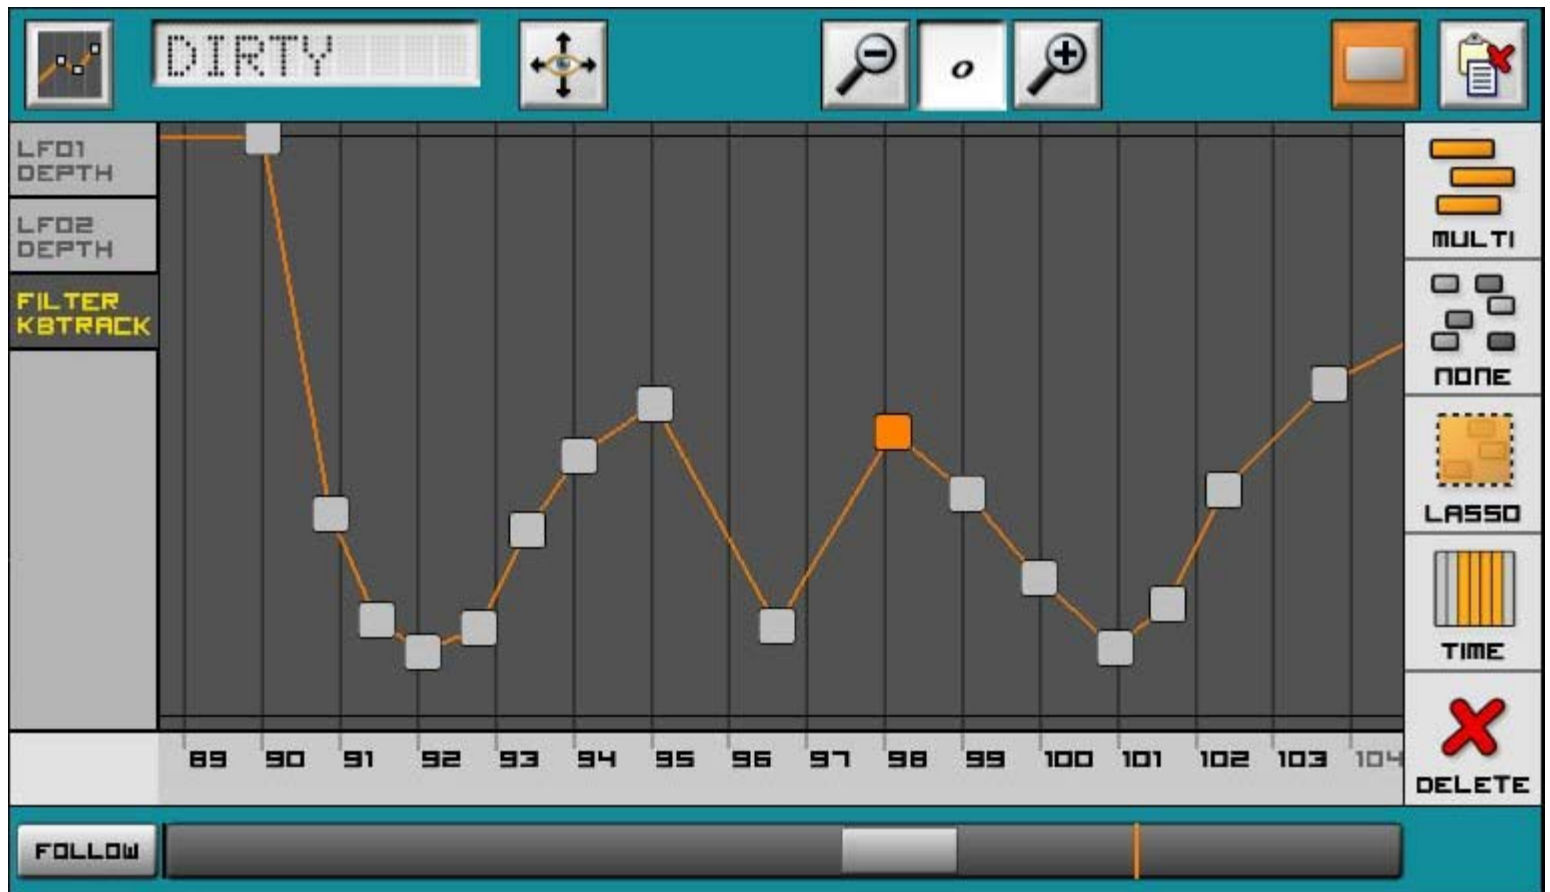 DIRTY
o
LFO1
DEPTH
LFO2
DEPTH
FILTER
KBTRACK
MULTI
NONE
LASSO
TIME
DELETE
89 90 91 92 93 94 95 96 97 98 99 100 101 102 103 104
FOLLOW